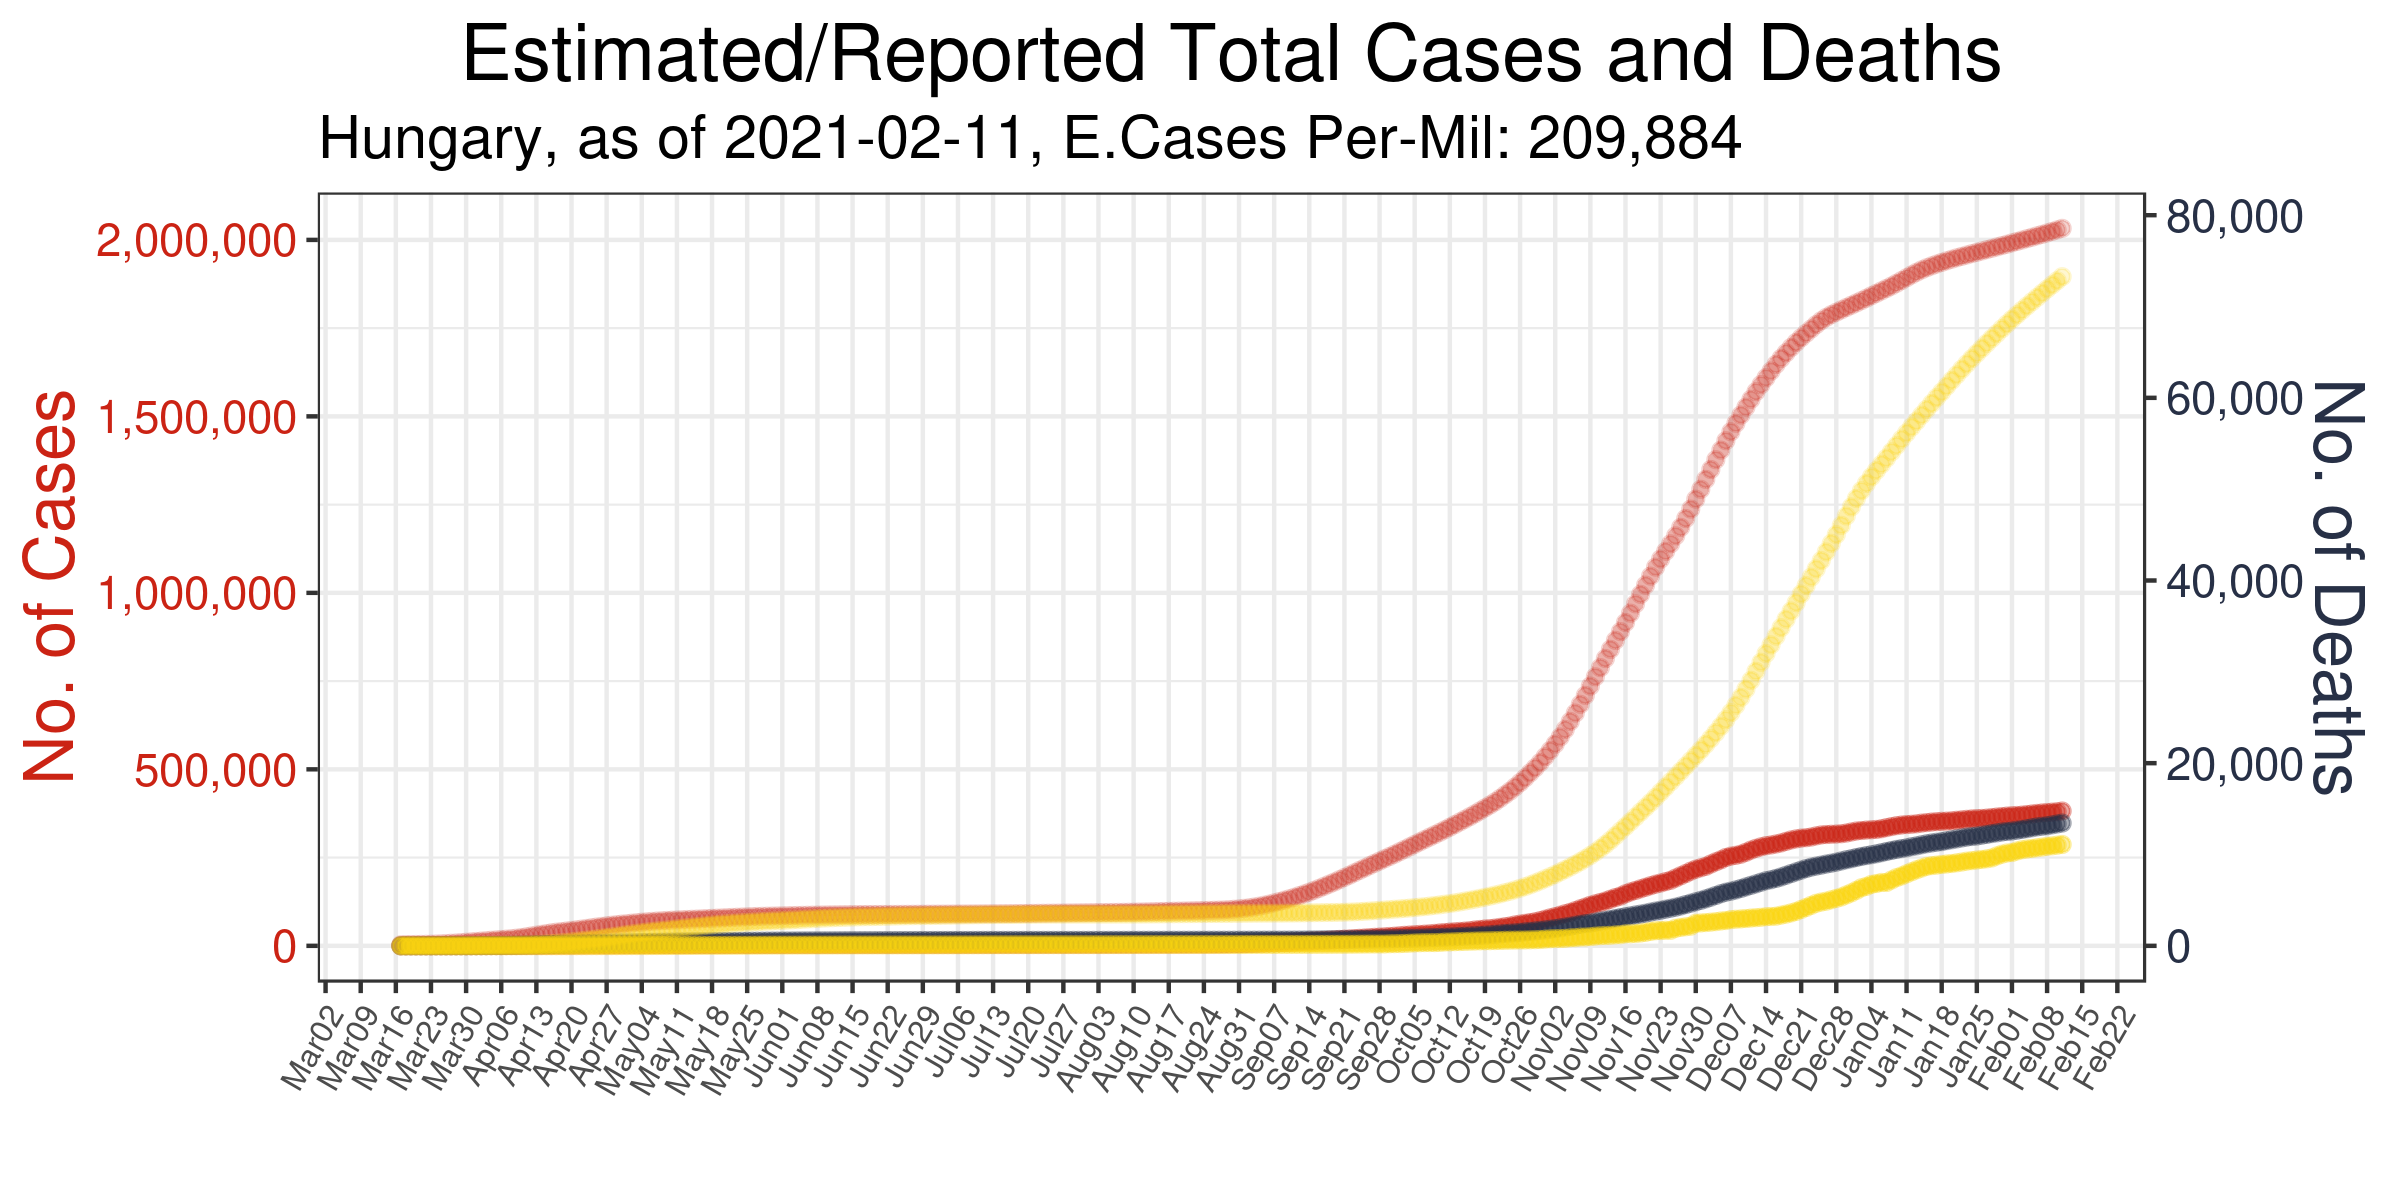 Estimated/Reported Total Cases and Deaths
Hungary, as of 2021-02-11, E.Cases Per-Mil: 209,884
No. of Cases
2,000,000
1,500,000
1,000,000
500,000
0
80,000
60,000
40,000
20,000
0
No. of Deaths
Mar02
Mar09
Mar16
Mar23
Mar30
Apr06
Apr13
Apr20
Apr27
May04
May11
May18
May25
Jun01
Jun08
Jun15
Jun22
Jun29
Jul06
Jul13
Jul20
Jul27
Aug03
Aug10
Aug17
Aug24
Aug31
Sep07
Sep14
Sep21
Sep28
Oct05
Oct12
Oct19
Oct26
Nov02
Nov09
Nov16
Nov23
Nov30
Dec07
Dec14
Dec21
Dec28
Jan04
Jan11
Jan18
Jan25
Feb01
Feb08
Feb15
Feb22